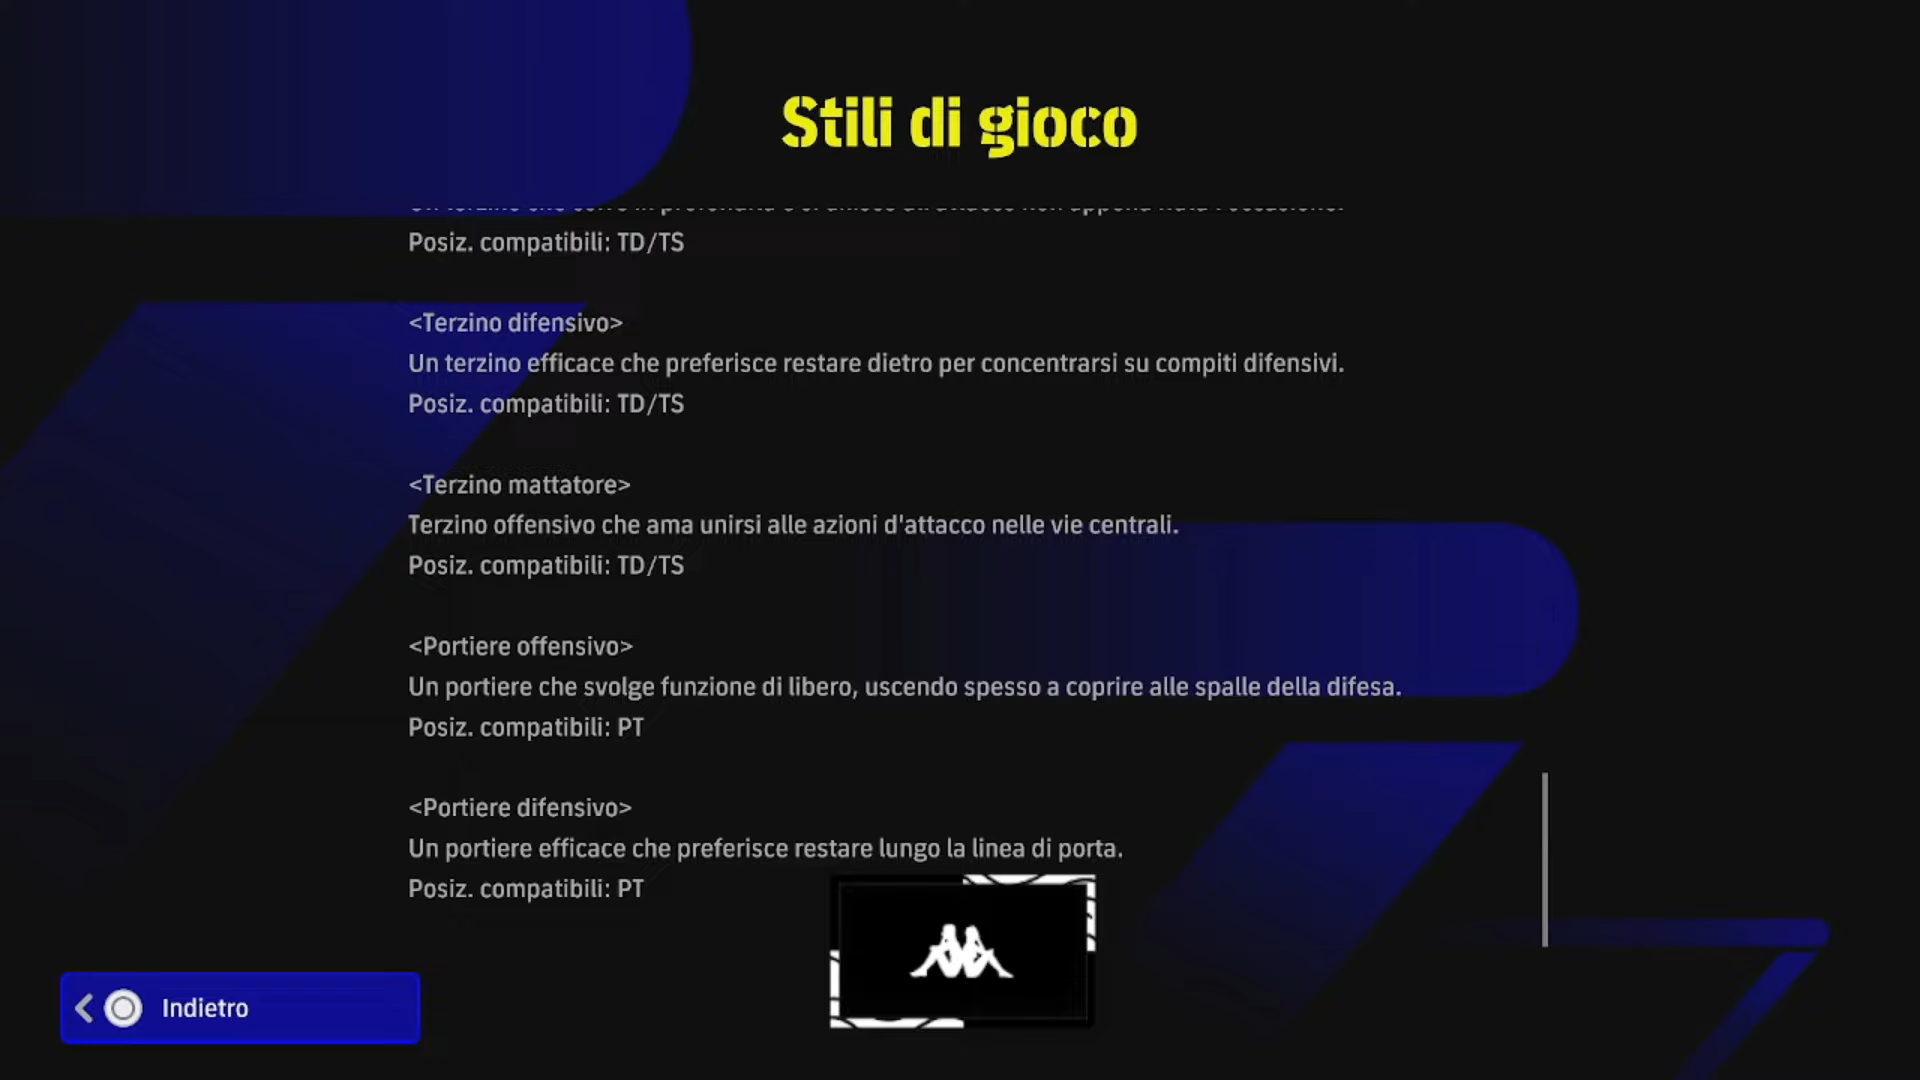 Stili di gioco
Posiz. compatibili: TD/TS
<Terzino difensivo>
Un terzino efficace che preferisce restare dietro per concentrarsi su compiti difensivi.
Posiz. compatibili: TD/TS
<Terzino mattatore>
Terzino offensivo che ama unirsi alle azioni d'attacco nelle vie centrali.
Posiz. compatibili: TD/TS
<Portiere offensivo>
Un portiere che svolge funzione di libero, uscendo spesso a coprire alle spalle della difesa.
Posiz. compatibili: PT
<Portiere difensivo>
Un portiere efficace che preferisce restare lungo la linea di porta.
Posiz. compatibili: PT
Indietro